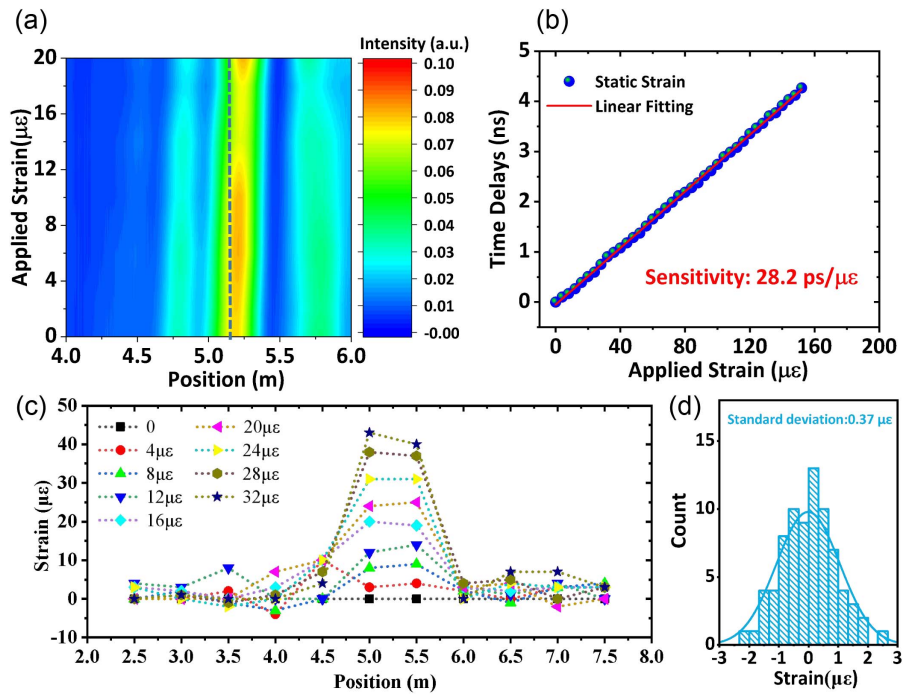 (a)
Intensity (a.u.)
20
16
12
8
4
0
Applied Strain(με)
4.0 4.5 5.0 5.5 6.0
Position (m)
0.10
0.09
0.08
0.07
0.06
0.05
0.04
0.03
0.02
0.01
-0.00
(b)
5
4
3
2
1
0
Time Delays (ns)
Static Strain
Linear Fitting
Sensitivity: 28.2 ps/με
0 40 80 120 160 200
Applied Strain (με)
(c)
50
40
30
20
10
0
-10
Strain (με)
0
4με
8με
12με
16με
20με
24με
28με
32με
2.0 2.5 3.0 3.5 4.0 4.5 5.0 5.5 6.0 6.5 7.0 7.5 8.0
Position (m)
(d)
Standard deviation:0.37 με
15
10
5
0
Count
-3 -2 -1 0 1 2 3
Strain(με)